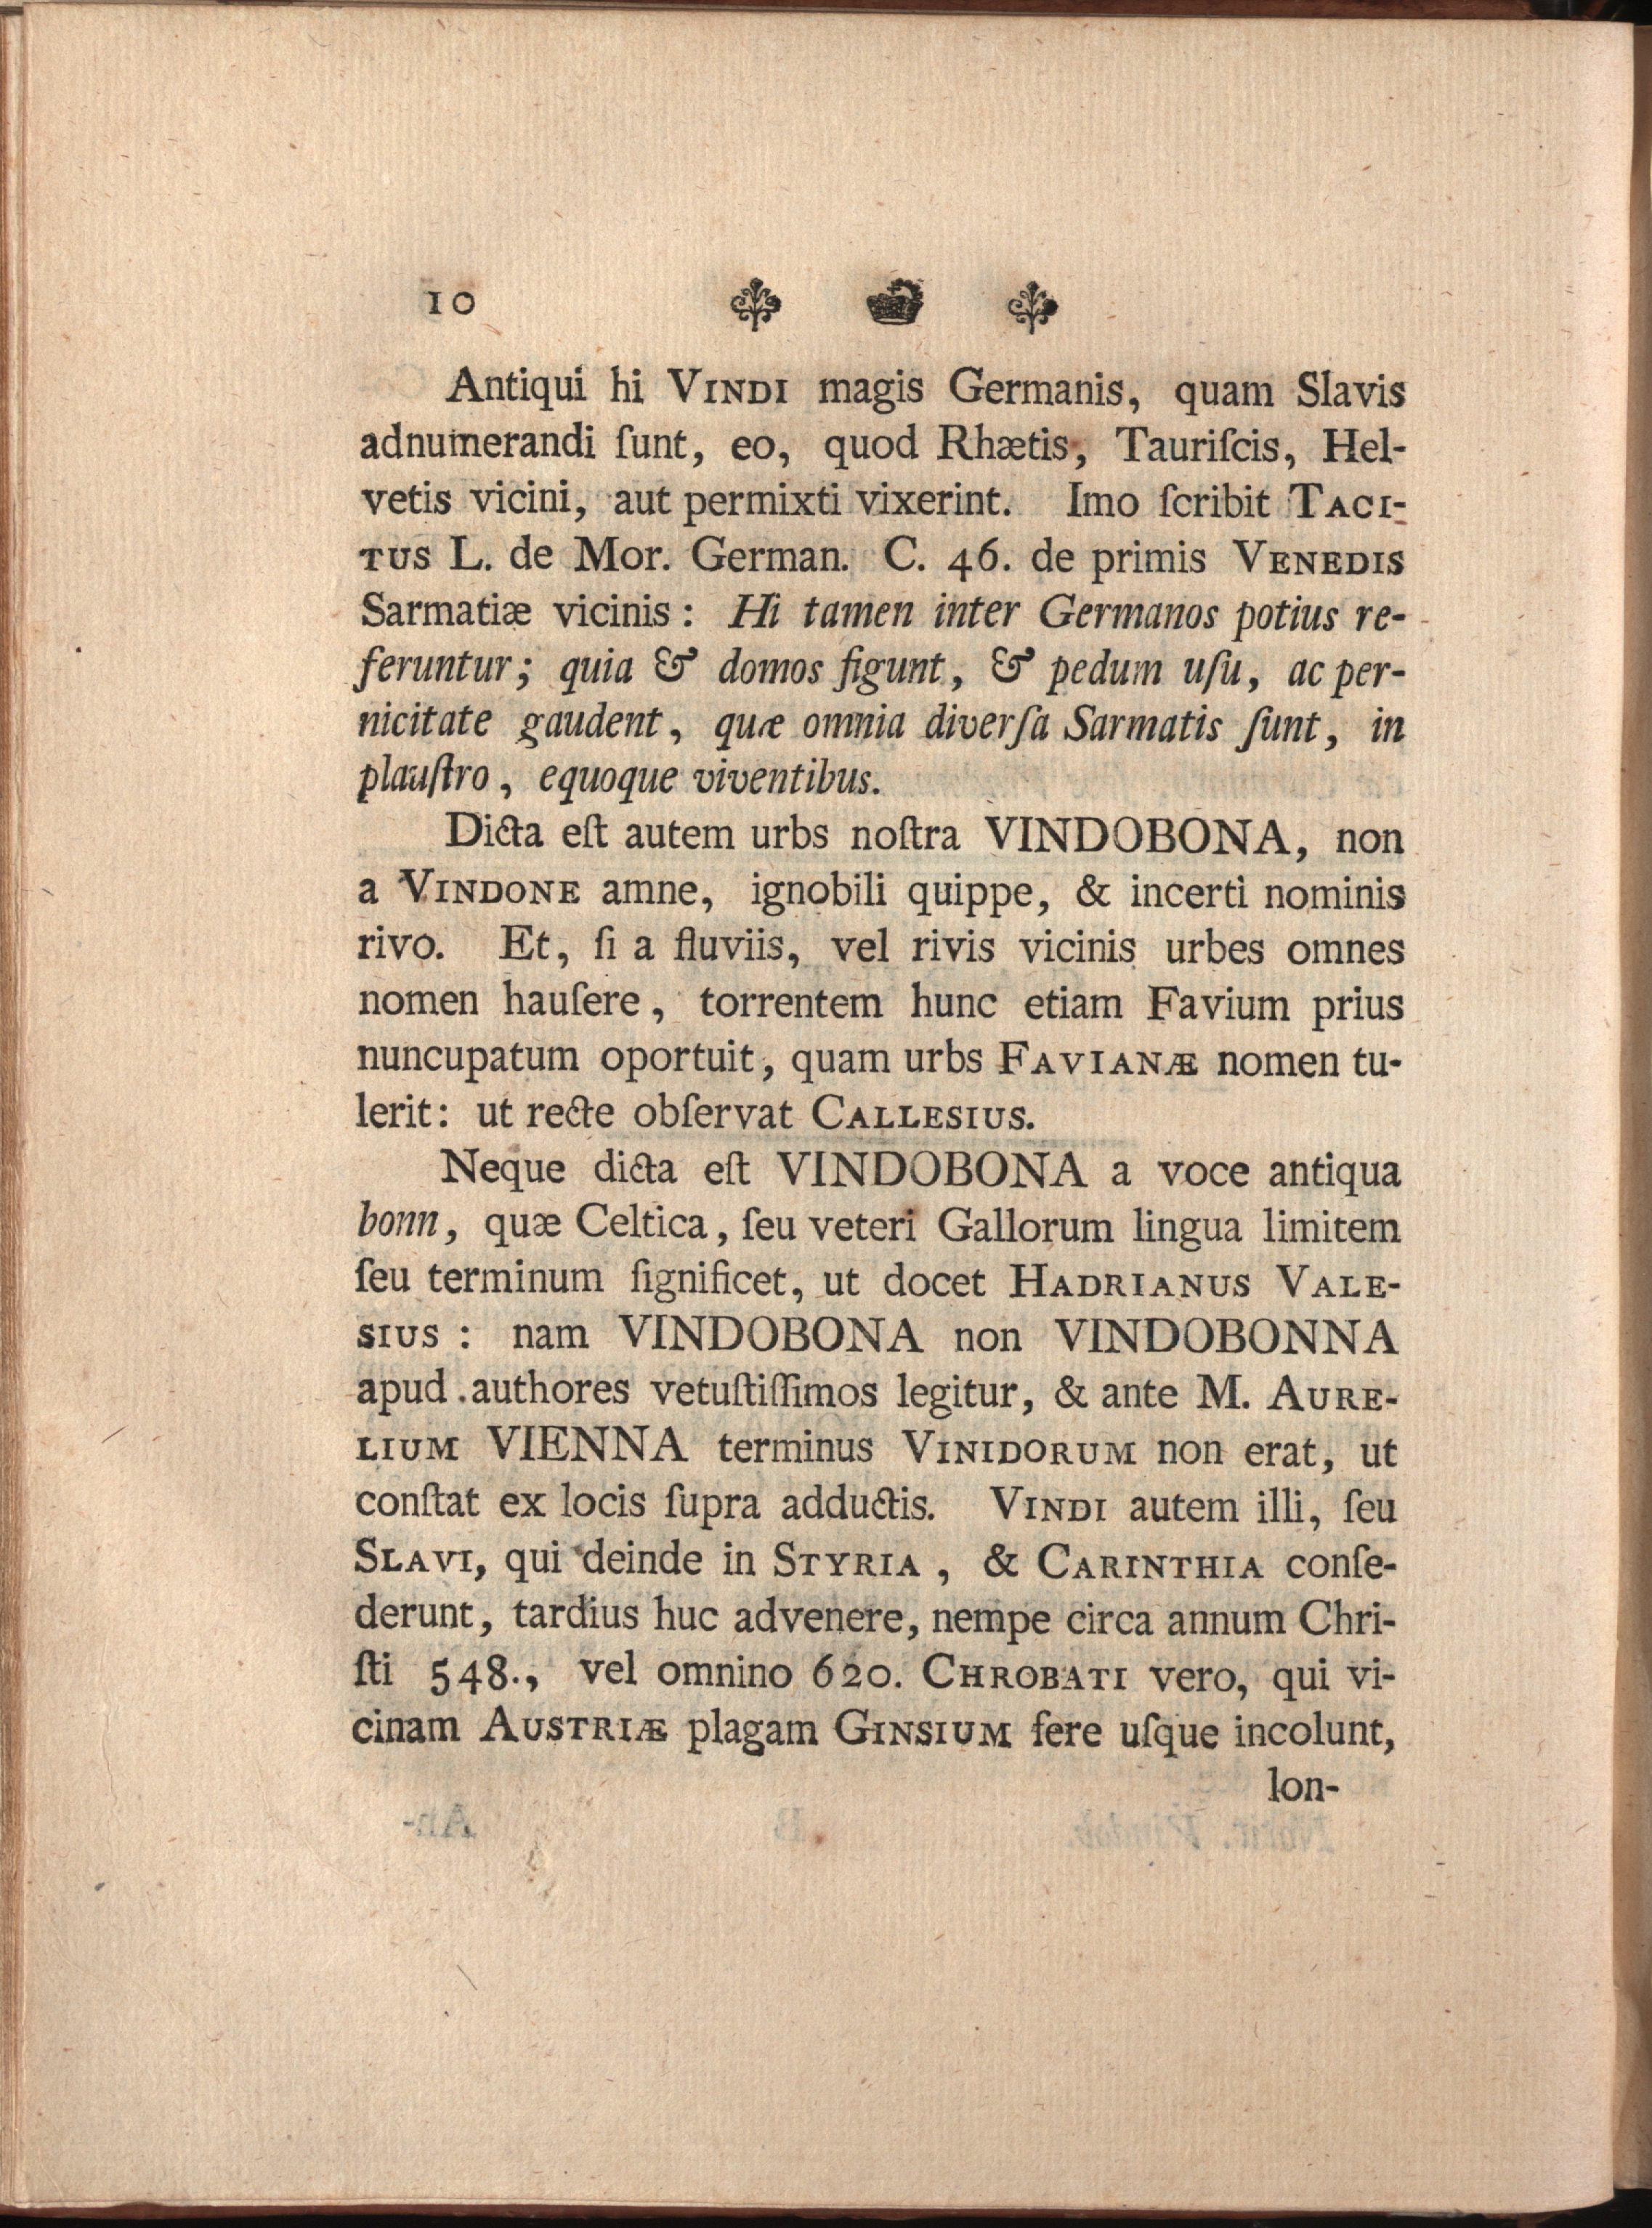 10
Antiqui hi VINDI magis Germanis, quam Slavis
adnumerandi ſunt, eo, quod Rhætis, Tauriſcis, Hel-
vetis vicini, aut permixti vixerint. Imo ſcribit TACI-
TUS L. de Mor. German. C. 46. de primis VENEDIS
Sarmatiæ vicinis: Hi tamen inter Germanos potius re-
feruntur; quia & domos figunt, & pedum uſu, ac per-
nicitate gaudent, quæ omnia diverſa Sarmatis ſunt, in
plauſtro, equoque viventibus.
Dicta eſt autem urbs noſtra VINDOBONA, non
a VINDONE amne, ignobili quippe, & incerti nominis
rivo. Et, ſi a fluviis, vel rivis vicinis urbes omnes
nomen hauſere, torrentem hunc etiam Favium prius
nuncupatum oportuit, quam urbs FAVIANÆ nomen tu-
lerit: ut recte obſervat CALLESIUS.
Neque dicta eſt VINDOBONA a voce antiqua
bonn, quæ Celtica, ſeu veteri Gallorum lingua limitem
ſeu terminum ſignificet, ut docet HADRIANUS VALE-
SIUS: nam VINDOBONA non VINDOBONNA
apud authores vetuſtiſſimos legitur, & ante M. AURE-
LIUM VIENNA terminus VINIDORUM non erat, ut
conſtat ex locis ſupra adductis. VINDI autem illi, ſeu
SLAVI, qui deinde in STYRIA, & CARINTHIA conſe-
derunt, tardius huc advenere, nempe circa annum Chri-
ſti 548., vel omnino 620. CHROBATI vero, qui vi-
cinam AUSTRIÆ plagam GINSIUM fere uſque incolunt,
lon-